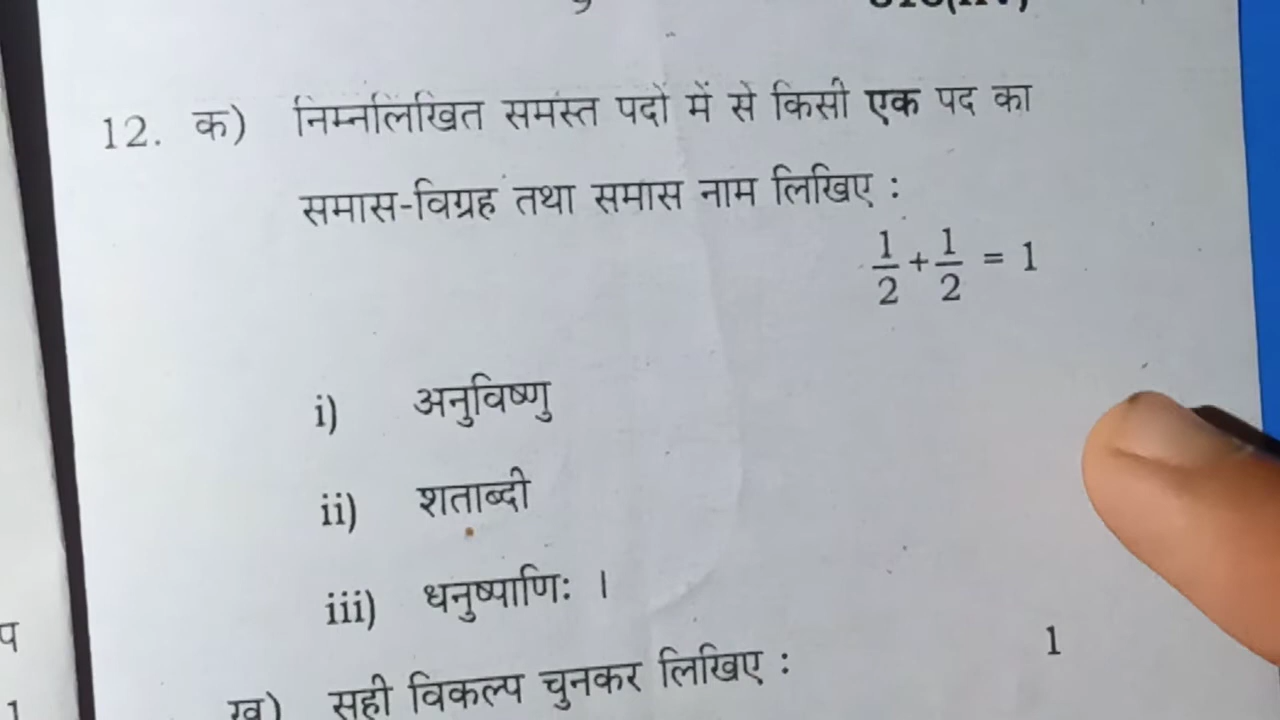 12. क) निम्नलिखित समस्त पदों में से किसी एक पद का
समास-विग्रह तथा समास नाम लिखिए :
1/2 + 1/2 = 1
i) अनुविष्णु
ii) शताब्दी
iii) धनुष्पाणिः ।
1
ख) सही विकल्प चुनकर लिखिए :
प
1